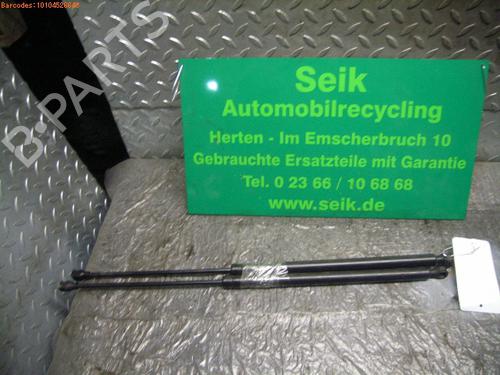 Barcodes:10104526848
B-PARTS
Seik
Automobilrecycling
Herten - Im Emscherbruch 10
Gebrauchte Ersatzteile mit Garantie
Tel. 0 23 66 / 10 68 68
www.seik.de